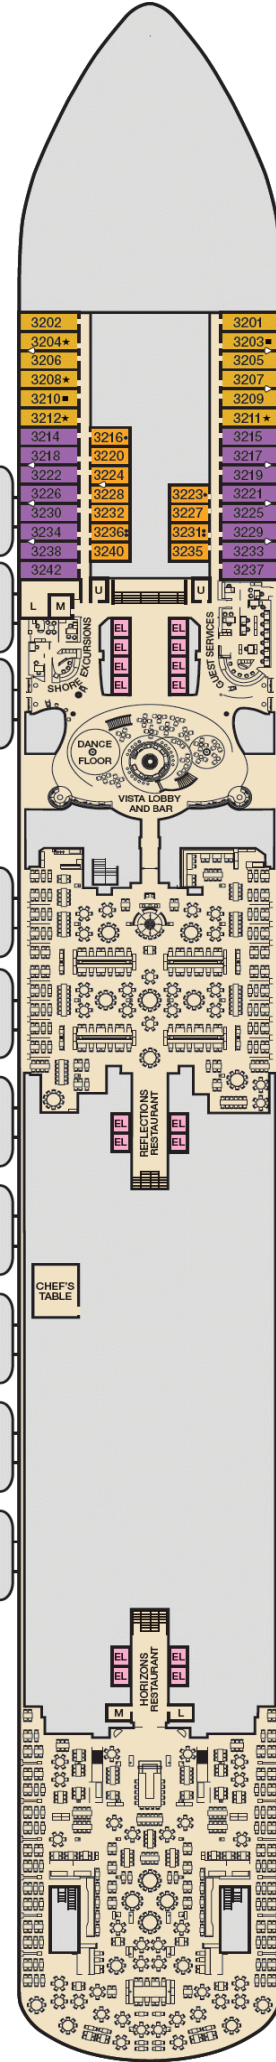 3202 3201
3204★ 3203■
3206 3205
3208★ 3207
3210■ 3209
3212★ 3211★
3214 3216• 3215
3218 3220 3217
3222 3224 3219
3226 3228 3223• 3221
3230 3232 3227 3225
3234 3236 3231 3229
3238 3240 3235 3233
3242 3237
L M U U
EL EL
EL EL
EL EL
EL EL
SHORE EXCURSIONS
GUEST SERVICES
DANCE
FLOOR
VISTA LOBBY
AND BAR
REFLECTIONS
RESTAURANT
EL EL
EL EL
CHEF'S
TABLE
HORIZONS
RESTAURANT
EL EL
EL EL
M L